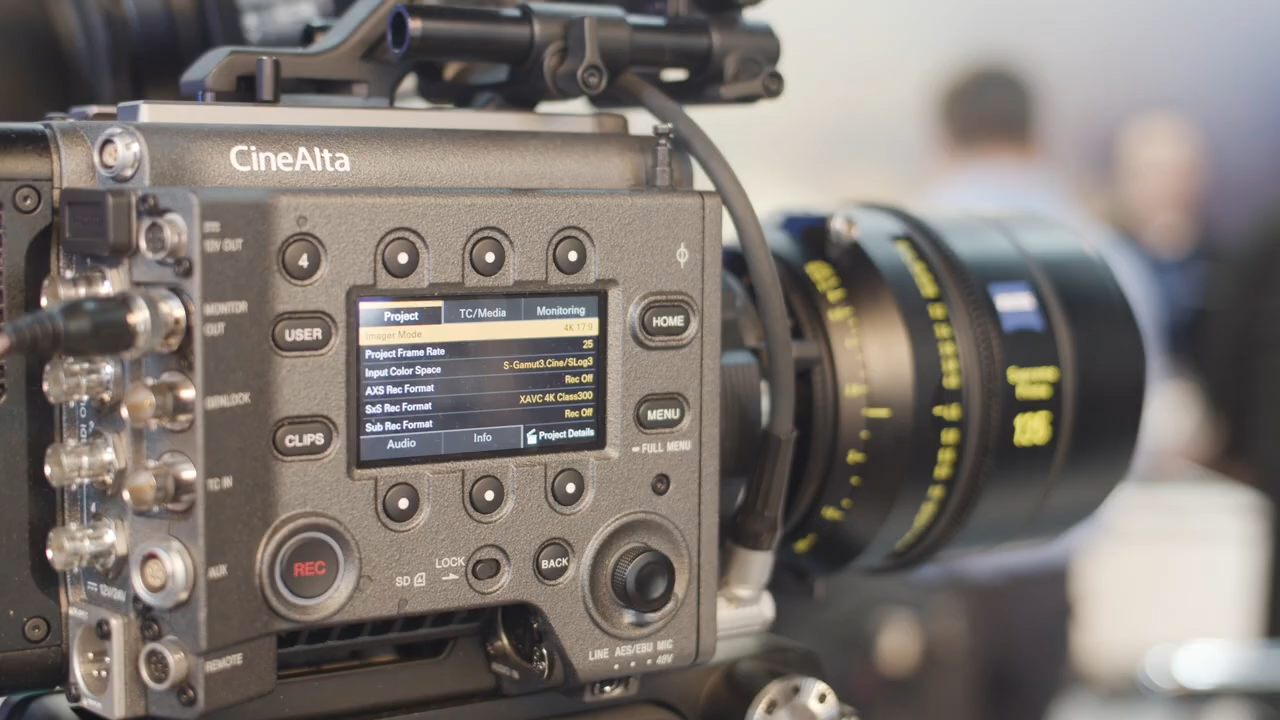 CineAlta
12V OUT
MONITOR
OUT
GENLOCK
TC IN
AUX
12V/24V
REMOTE
4
USER
CLIPS
HOME
MENU
FULL MENU
Project
TC/Media
Monitoring
Imager Mode 4K 17:9
Project Frame Rate 25
Input Color Space S-Gamut3.Cine/SLog3
AXS Rec Format Rec Off
SxS Rec Format XAVC 4K Class300
Sub Rec Format Rec Off
Audio
Info
Project Details
REC
SD
LOCK
BACK
LINE AES/EBU MIC
48V
135